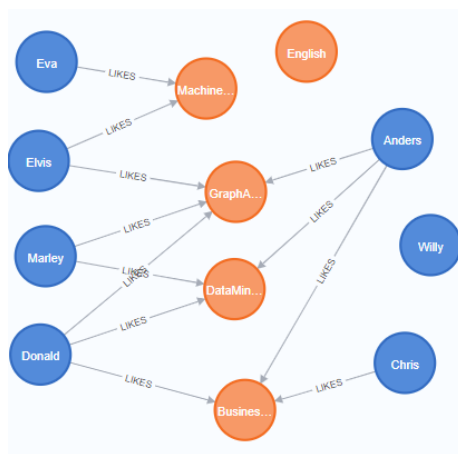 Eva
LIKES
Machine...
English
LIKES
Anders
Elvis
LIKES
LIKES
GraphA...
LIKES
LIKES
Marley
LIKES
LIKES
Willy
DataMin...
LIKES
LIKES
Donald
LIKES
Chris
LIKES
LIKES
Busines...